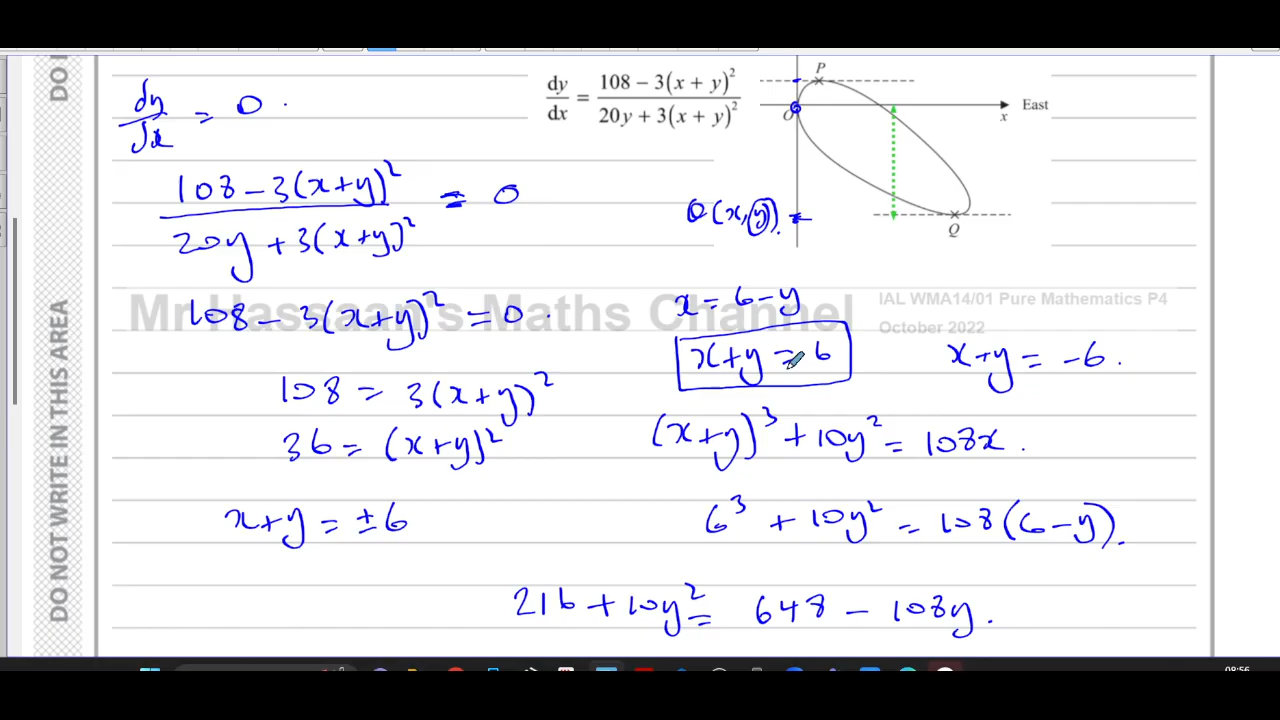 DO NOT WRITE IN THIS AREA
DO N
dy/dx = 0 .
dy/dx = (108 − 3(x + y)²)/(20y + 3(x + y)²)
P
O
East
x
Q
(108 − 3(x+y)²)/(20y + 3(x+y)²) = 0
Q(x,y).
108 − 3(x+y)² = 0 .
x = 6 − y
Mr Hassaan's Maths Channel
IAL WMA14/01 Pure Mathematics P4
October 2022
x+y = 6
x+y = −6 .
108 = 3(x+y)²
36 = (x+y)²
(x+y)³ + 10y² = 108x .
x+y = ±6
6³ + 10y² = 108(6−y) .
216 + 10y² = 648 − 108y .